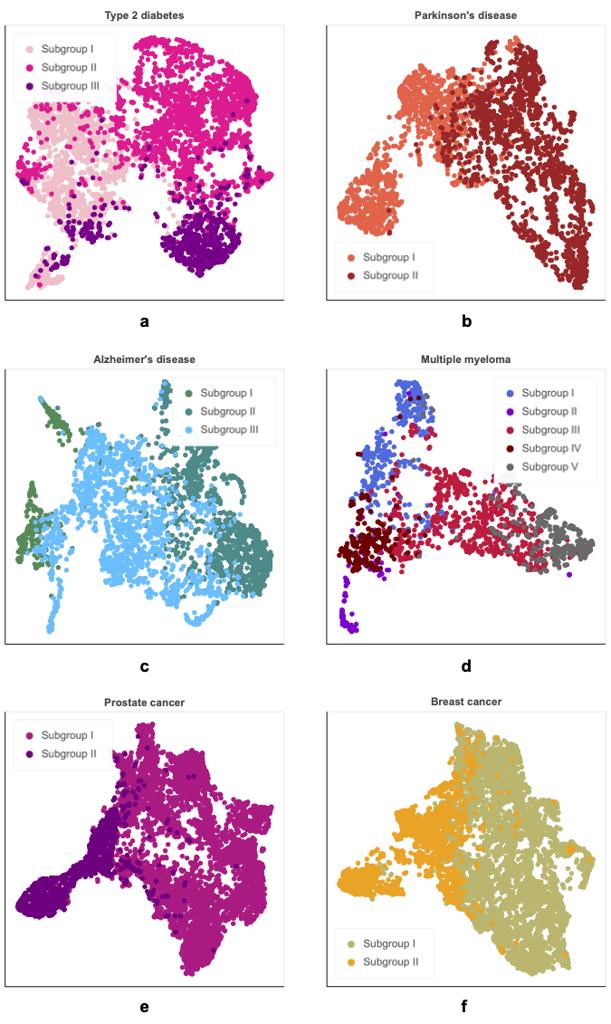 Type 2 diabetes
Subgroup I
Subgroup II
Subgroup III
a
Parkinson's disease
Subgroup I
Subgroup II
b
Alzheimer's disease
Subgroup I
Subgroup II
Subgroup III
c
Multiple myeloma
Subgroup I
Subgroup II
Subgroup III
Subgroup IV
Subgroup V
d
Prostate cancer
Subgroup I
Subgroup II
e
Breast cancer
Subgroup I
Subgroup II
f